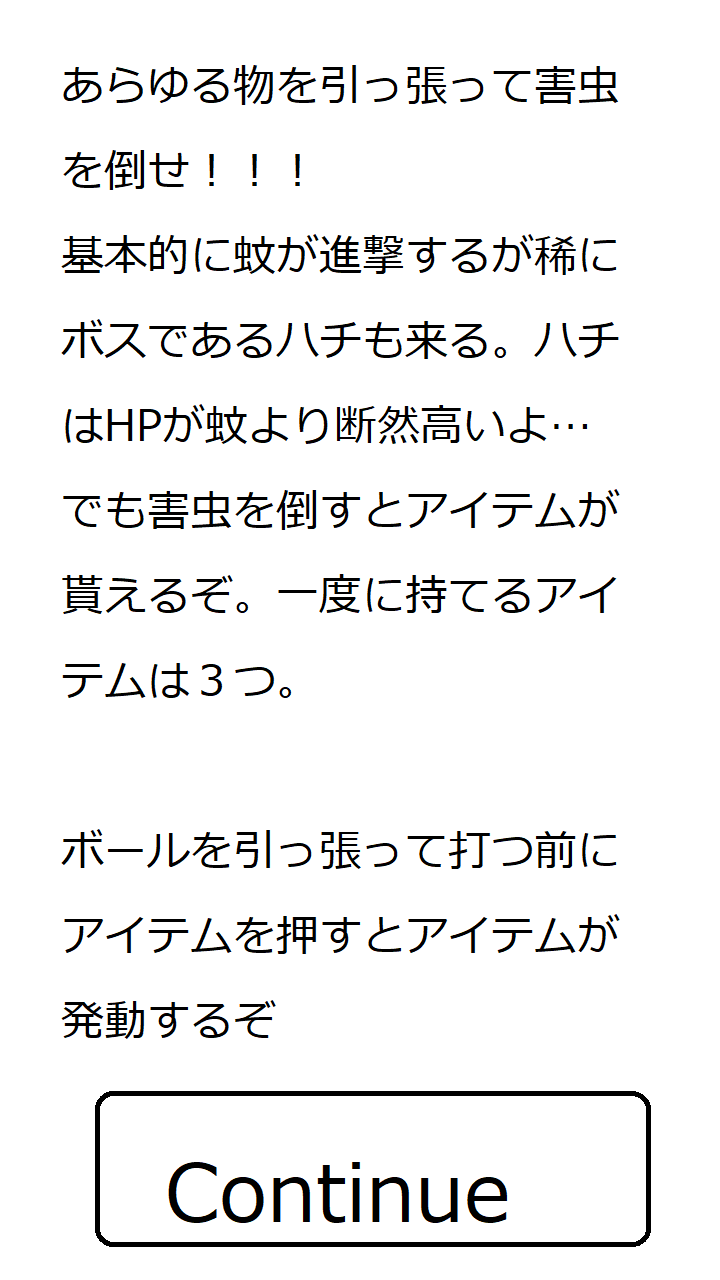 あらゆる物を引っ張って害虫
を倒せ！！！
基本的に蚊が進撃するが稀に
ボスであるハチも来る。ハチ
はHPが蚊より断然高いよ…
でも害虫を倒すとアイテムが
貰えるぞ。一度に持てるアイ
テムは３つ。
ボールを引っ張って打つ前に
アイテムを押すとアイテムが
発動するぞ
Continue